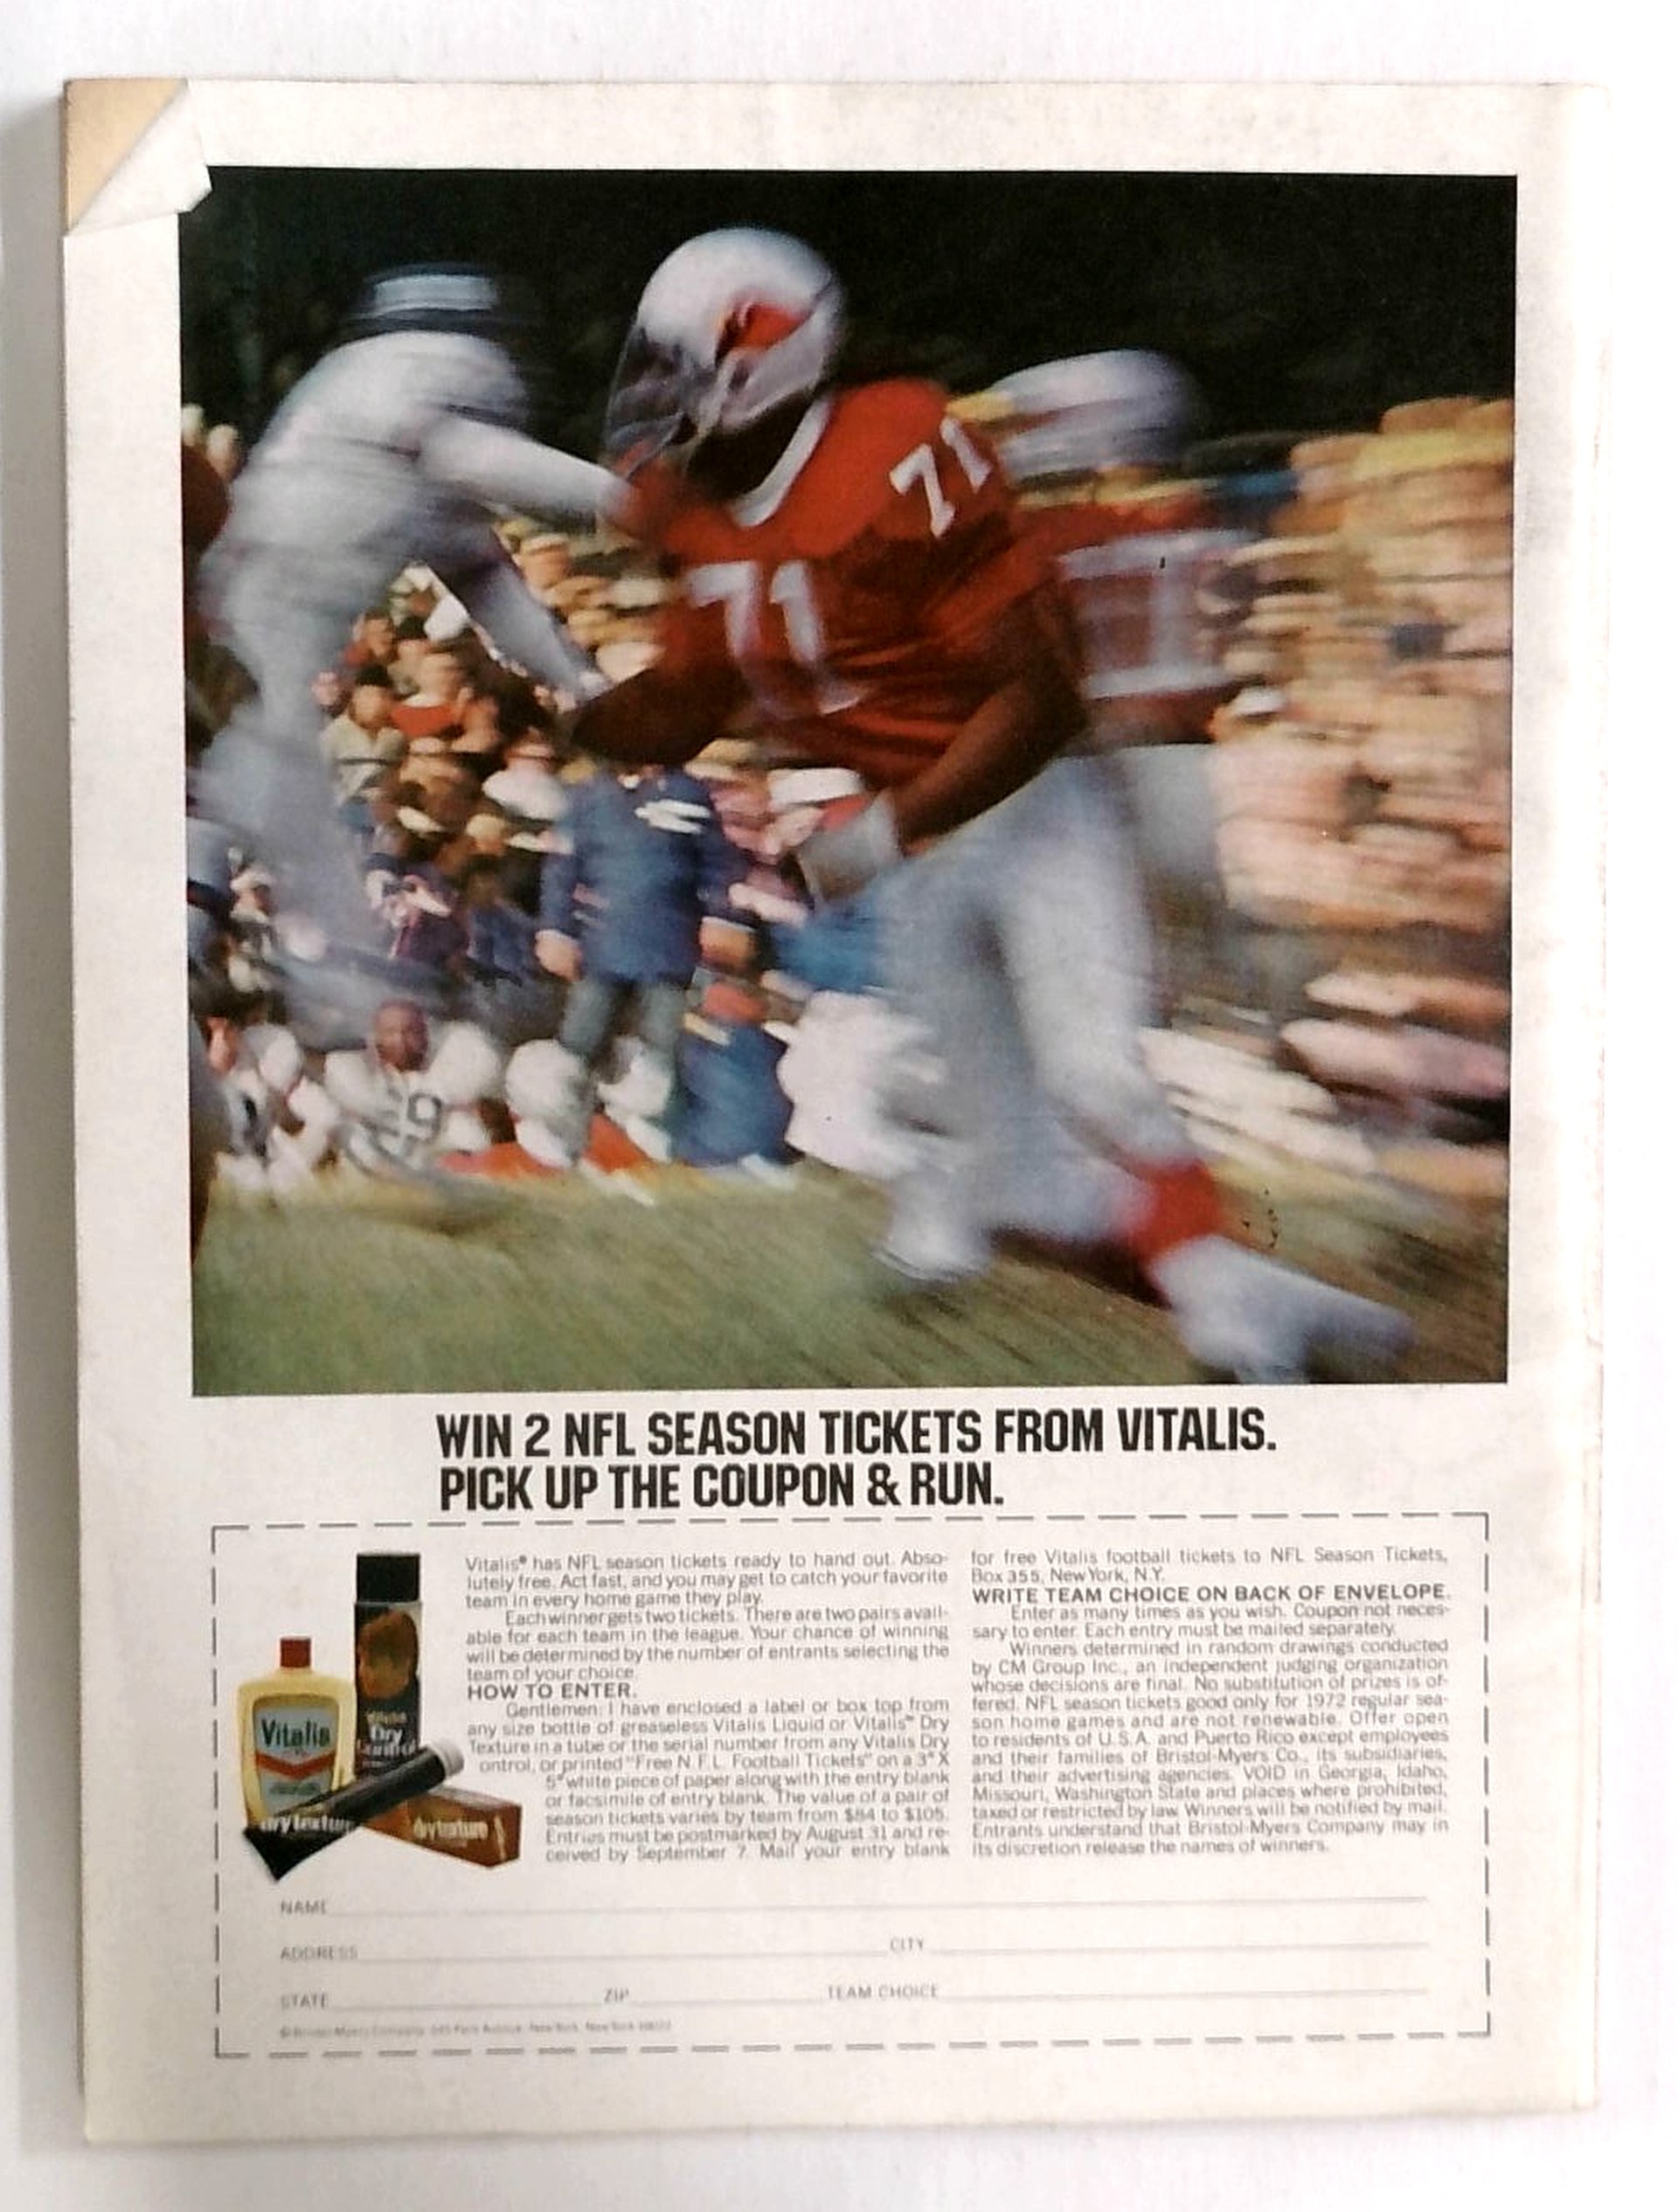 71
71
9
WIN 2 NFL SEASON TICKETS FROM VITALIS.
PICK UP THE COUPON & RUN.
Vitalis® has NFL season tickets ready to hand out. Abso-
lutely free. Act fast, and you may get to catch your favorite
team in every home game they play.
Each winner gets two tickets. There are two pairs avail-
able for each team in the league. Your chance of winning
will be determined by the number of entrants selecting the
team of your choice.
HOW TO ENTER.
Gentlemen: I have enclosed a label or box top from
any size bottle of greaseless Vitalis Liquid or Vitalis® Dry
Texture in a tube or the serial number from any Vitalis Dry
ontrol, or printed "Free N.F.L. Football Tickets" on a 3" X
5" white piece of paper along with the entry blank
or facsimile of entry blank. The value of a pair of
season tickets varies by team from $84 to $105.
Entries must be postmarked by August 31 and re-
ceived by September 7. Mail your entry blank
for free Vitalis football tickets to NFL Season Tickets,
Box 355, New York, N.Y.
WRITE TEAM CHOICE ON BACK OF ENVELOPE.
Enter as many times as you wish. Coupon not neces-
sary to enter. Each entry must be mailed separately.
Winners determined in random drawings conducted
by CM Group Inc., an independent judging organization
whose decisions are final. No substitution of prizes is of-
fered. NFL season tickets good only for 1972 regular sea-
son home games and are not renewable. Offer open
to residents of U.S.A. and Puerto Rico except employees
and their families of Bristol-Myers Co., its subsidiaries,
and their advertising agencies. VOID in Georgia, Idaho,
Missouri, Washington State and places where prohibited,
taxed or restricted by law. Winners will be notified by mail.
Entrants understand that Bristol-Myers Company may in
its discretion release the names of winners.
Vitalis
Dry
Control
dry texture
dry texture
NAME
ADDRESS CITY
STATE ZIP TEAM CHOICE
© Bristol-Myers Company, 345 Park Avenue, New York, New York